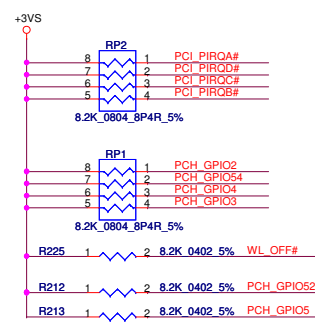 +3VS
RP2
8 1 PCI_PIRQA#
7 2 PCI_PIRQD#
6 3 PCI_PIRQC#
5 4 PCI_PIRQB#
8.2K_0804_8P4R_5%
RP1
8 1 PCH_GPIO2
7 2 PCH_GPIO54
6 3 PCH_GPIO4
5 4 PCH_GPIO3
8.2K_0804_8P4R_5%
R225 1 2 8.2K_0402_5% WL_OFF#
R212 1 2 8.2K_0402_5% PCH_GPIO52
R213 1 2 8.2K_0402_5% PCH_GPIO5